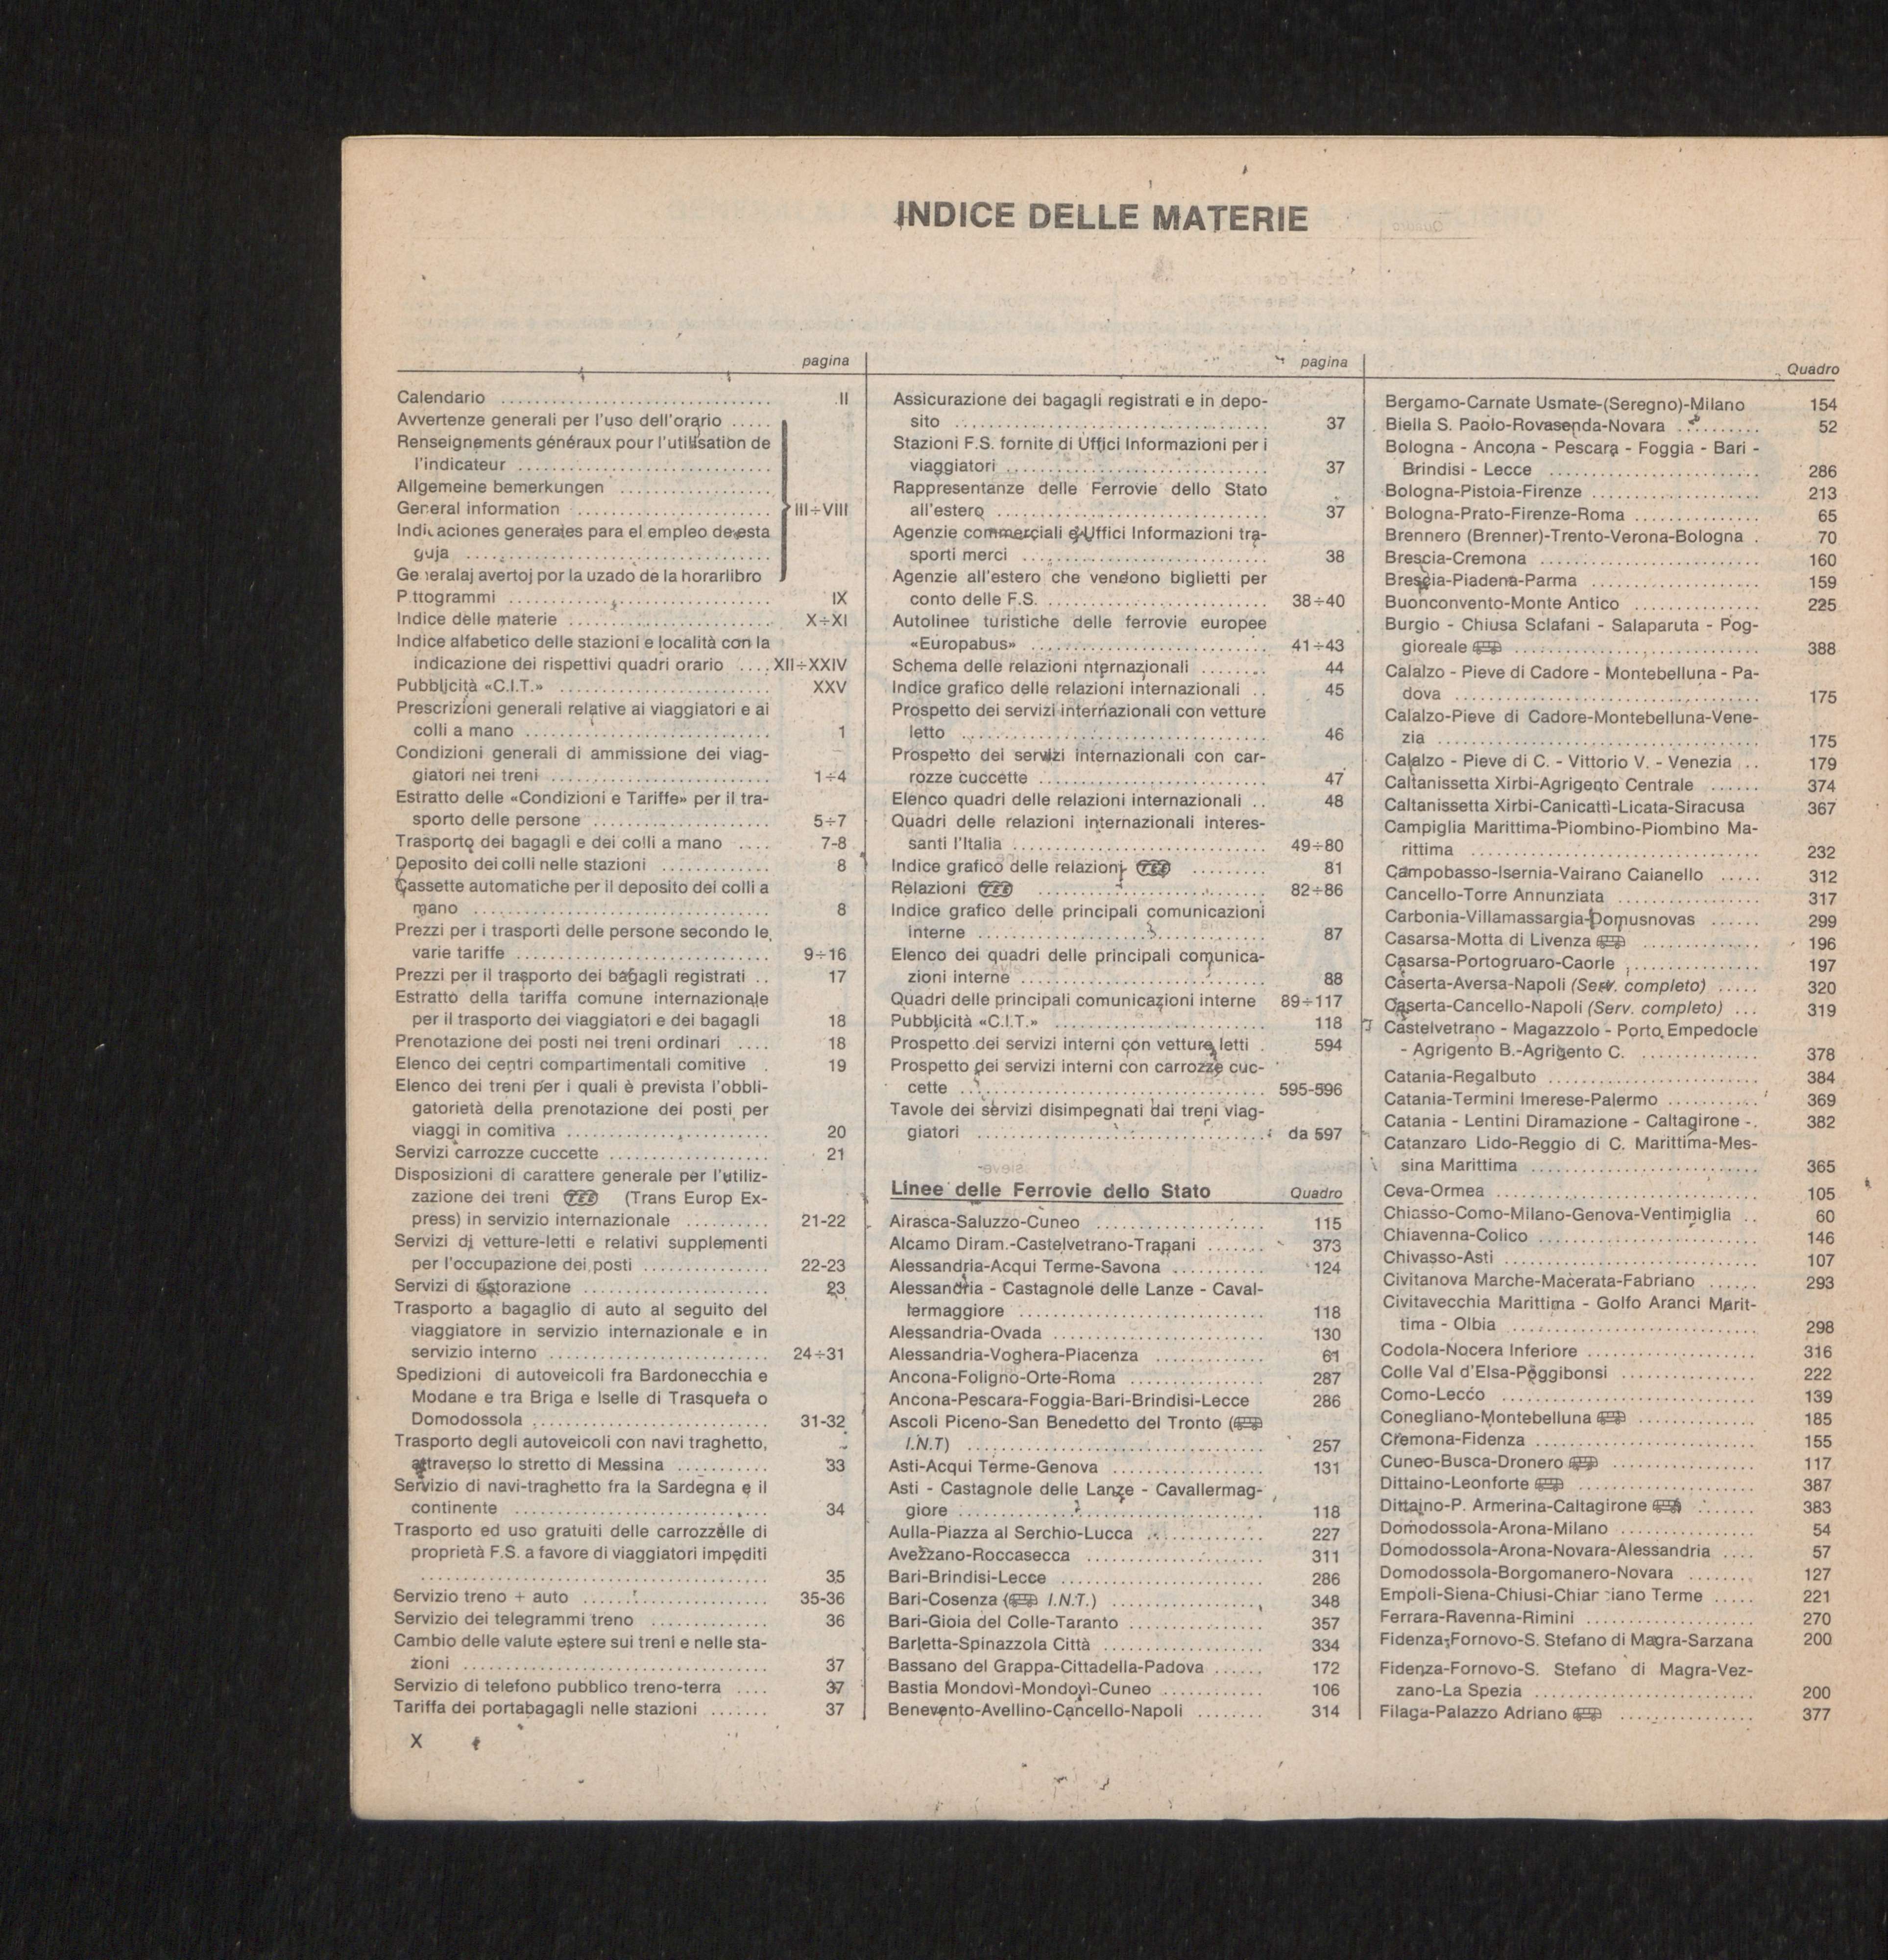 INDICE DELLE MATERIE
pagina
Calendario .............................. II
Avvertenze generali per l'uso dell'orario .....
Renseignements généraux pour l'utilisation de
l'indicateur ..............................
Allgemeine bemerkungen ..................
General information ....................... III÷VIII
Indicaciones generales para el empleo de esta
guja ..............................
Generalaj avertoj por la uzado de la horarlibro
Pittogrammi .............................. IX
Indice delle materie ....................... X÷XI
Indice alfabetico delle stazioni e località con la
indicazione dei rispettivi quadri orario .... XII÷XXIV
Pubblicità «C.I.T.» ........................ XXV
Prescrizioni generali relative ai viaggiatori e ai
colli a mano ........................... 1
Condizioni generali di ammissione dei viag-
giatori nei treni ......................... 1÷4
Estratto delle «Condizioni e Tariffe» per il tra-
sporto delle persone .................... 5÷7
Trasporto dei bagagli e dei colli a mano .... 7-8
Deposito dei colli nelle stazioni ............. 8
Cassette automatiche per il deposito dei colli a
mano .................................. 8
Prezzi per i trasporti delle persone secondo le
varie tariffe ............................ 9÷16
Prezzi per il trasporto dei bagagli registrati .. 17
Estratto della tariffa comune internazionale
per il trasporto dei viaggiatori e dei bagagli 18
Prenotazione dei posti nei treni ordinari .... 18
Elenco dei centri compartimentali comitive . 19
Elenco dei treni per i quali è prevista l'obbli-
gatorietà della prenotazione dei posti per
viaggi in comitiva ....................... 20
Servizi carrozze cuccette .................. 21
Disposizioni di carattere generale per l'utiliz-
zazione dei treni TEE (Trans Europ Ex-
press) in servizio internazionale .......... 21-22
Servizi di vetture-letti e relativi supplementi
per l'occupazione dei posti ............... 22-23
Servizi di ristorazione ..................... 23
Trasporto a bagaglio di auto al seguito del
viaggiatore in servizio internazionale e in
servizio interno ......................... 24÷31
Spedizioni di autoveicoli fra Bardonecchia e
Modane e tra Briga e Iselle di Trasquera o
Domodossola .......................... 31-32
Trasporto degli autoveicoli con navi traghetto,
attraverso lo stretto di Messina ........... 33
Servizio di navi-traghetto fra la Sardegna e il
continente ............................ 34
Trasporto ed uso gratuiti delle carrozzelle di
proprietà F.S. a favore di viaggiatori impediti
....................................... 35
Servizio treno + auto ..................... 35-36
Servizio dei telegrammi treno ............. 36
Cambio delle valute estere sui treni e nelle sta-
zioni .................................. 37
Servizio di telefono pubblico treno-terra .... 37
Tariffa dei portabagagli nelle stazioni ....... 37
X
pagina
Assicurazione dei bagagli registrati e in depo-
sito ................................... 37
Stazioni F.S. fornite di Uffici Informazioni per i
viaggiatori ............................. 37
Rappresentanze delle Ferrovie dello Stato
all'estero .............................. 37
Agenzie commerciali e Uffici Informazioni tra-
sporti merci ........................... 38
Agenzie all'estero che vendono biglietti per
conto delle F.S. ........................ 38÷40
Autolinee turistiche delle ferrovie europee
«Europabus» .......................... 41÷43
Schema delle relazioni nternazionali ........ 44
Indice grafico delle relazioni internazionali .. 45
Prospetto dei servizi internazionali con vetture
letto .................................. 46
Prospetto dei servizi internazionali con car-
rozze cuccette ......................... 47
Elenco quadri delle relazioni internazionali .. 48
Quadri delle relazioni internazionali interes-
santi l'Italia ............................ 49÷80
Indice grafico delle relazioni TEE ......... 81
Relazioni TEE ......................... 82÷86
Indice grafico delle principali comunicazioni
interne ................................ 87
Elenco dei quadri delle principali comunica-
zioni interne ........................... 88
Quadri delle principali comunicazioni interne 89÷117
Pubblicità «C.I.T.» ........................ 118
Prospetto dei servizi interni con vetture letti . 594
Prospetto dei servizi interni con carrozze cuc-
cette .................................. 595-596
Tavole dei servizi disimpegnati dai treni viag-
giatori ................................. da 597
Linee delle Ferrovie dello Stato Quadro
Airasca-Saluzzo-Cuneo ................... 115
Alcamo Diram.-Castelvetrano-Trapani ....... 373
Alessandria-Acqui Terme-Savona ............ 124
Alessandria - Castagnole delle Lanze - Caval-
lermaggiore ............................ 118
Alessandria-Ovada ........................ 130
Alessandria-Voghera-Piacenza ............ 61
Ancona-Foligno-Orte-Roma ............... 287
Ancona-Pescara-Foggia-Bari-Brindisi-Lecce 286
Ascoli Piceno-San Benedetto del Tronto (
I.N.T) .................................. 257
Asti-Acqui Terme-Genova ................. 131
Asti - Castagnole delle Lanze - Cavallermag-
giore .................................. 118
Aulla-Piazza al Serchio-Lucca ............. 227
Avezzano-Roccasecca .................... 311
Bari-Brindisi-Lecce ....................... 286
Bari-Cosenza ( I.N.T.) ................. 348
Bari-Gioia del Colle-Taranto ............... 357
Barletta-Spinazzola Città .................. 334
Bassano del Grappa-Cittadella-Padova ...... 172
Bastia Mondovì-Mondovì-Cuneo ............ 106
Benevento-Avellino-Cancello-Napoli ........ 314
Quadro
Bergamo-Carnate Usmate-(Seregno)-Milano 154
Biella S. Paolo-Rovasenda-Novara .......... 52
Bologna - Ancona - Pescara - Foggia - Bari -
Brindisi - Lecce ........................ 286
Bologna-Pistoia-Firenze ................... 213
Bologna-Prato-Firenze-Roma ............... 65
Brennero (Brenner)-Trento-Verona-Bologna . 70
Brescia-Cremona ......................... 160
Brescia-Piadena-Parma ................... 159
Buonconvento-Monte Antico .............. 225
Burgio - Chiusa Sclafani - Salaparuta - Pog-
gioreale ............................ 388
Calalzo - Pieve di Cadore - Montebelluna - Pa-
dova .................................. 175
Calalzo-Pieve di Cadore-Montebelluna-Vene-
zia .................................... 175
Calalzo - Pieve di C. - Vittorio V. - Venezia .. 179
Caltanissetta Xirbi-Agrigento Centrale ...... 374
Caltanissetta Xirbi-Canicattì-Licata-Siracusa 367
Campiglia Marittima-Piombino-Piombino Ma-
rittima ................................ 232
Campobasso-Isernia-Vairano Caianello ..... 312
Cancello-Torre Annunziata ................ 317
Carbonia-Villamassargia-Domusnovas ...... 299
Casarsa-Motta di Livenza ............. 196
Casarsa-Portogruaro-Caorle ............... 197
Caserta-Aversa-Napoli (Serv. completo) ..... 320
Caserta-Cancello-Napoli (Serv. completo) ... 319
Castelvetrano - Magazzolo - Porto Empedocle
- Agrigento B.-Agrigento C. ............. 378
Catania-Regalbuto ........................ 384
Catania-Termini Imerese-Palermo .......... 369
Catania - Lentini Diramazione - Caltagirone -. 382
Catanzaro Lido-Reggio di C. Marittima-Mes-
sina Marittima .......................... 365
Ceva-Ormea .............................. 105
Chiasso-Como-Milano-Genova-Ventimiglia .. 60
Chiavenna-Colico ......................... 146
Chivasso-Asti ............................. 107
Civitanova Marche-Macerata-Fabriano ...... 293
Civitavecchia Marittima - Golfo Aranci Marit-
tima - Olbia ............................ 298
Codola-Nocera Inferiore ................... 316
Colle Val d'Elsa-Poggibonsi ............... 222
Como-Lecco ............................. 139
Conegliano-Montebelluna ............. 185
Cremona-Fidenza ......................... 155
Cuneo-Busca-Dronero ................ 117
Dittaino-Leonforte ...................... 387
Dittaino-P. Armerina-Caltagirone ...... 383
Domodossola-Arona-Milano ............... 54
Domodossola-Arona-Novara-Alessandria .... 57
Domodossola-Borgomanero-Novara ........ 127
Empoli-Siena-Chiusi-Chianciano Terme ..... 221
Ferrara-Ravenna-Rimini ................... 270
Fidenza-Fornovo-S. Stefano di Magra-Sarzana 200
Fidenza-Fornovo-S. Stefano di Magra-Vez-
zano-La Spezia ......................... 200
Filaga-Palazzo Adriano ............... 377